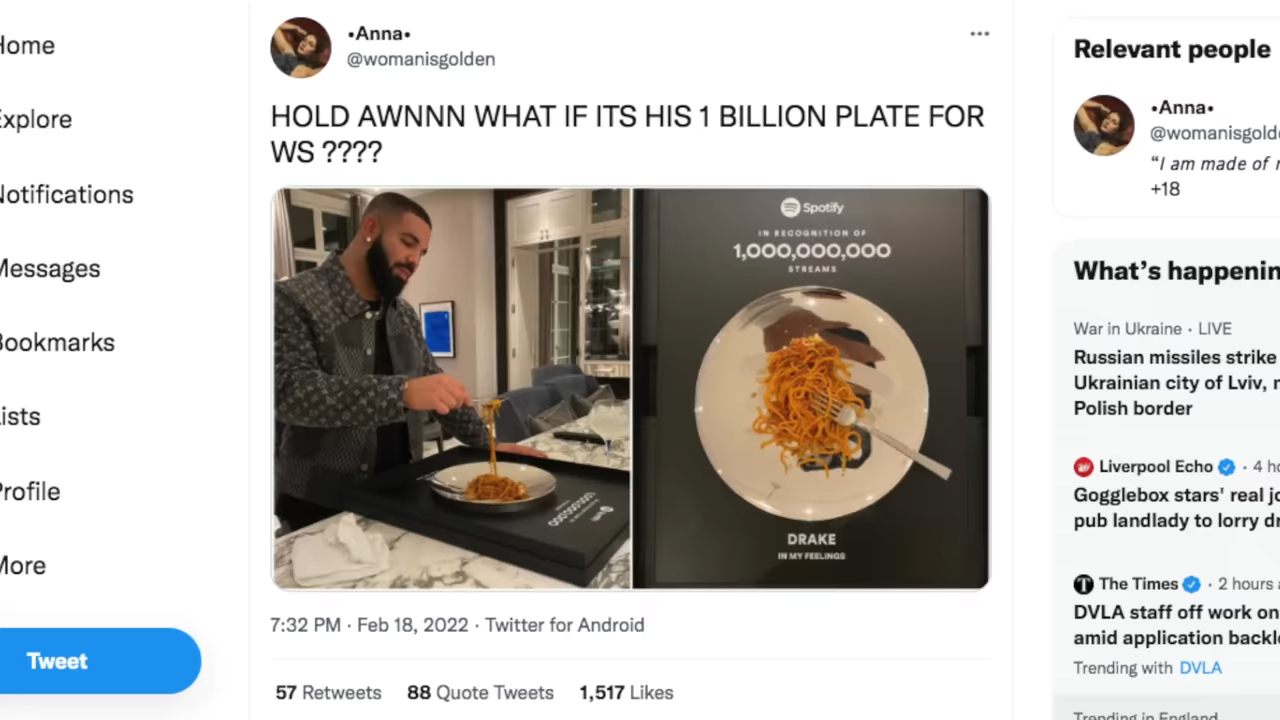 Home
Explore
Notifications
Messages
Bookmarks
Lists
Profile
More
Tweet
•Anna•
@womanisgolden
HOLD AWNNN WHAT IF ITS HIS 1 BILLION PLATE FOR
WS ????
Spotify
IN RECOGNITION OF
1,000,000,000
STREAMS
DRAKE
IN MY FEELINGS
7:32 PM · Feb 18, 2022 · Twitter for Android
57 Retweets 88 Quote Tweets 1,517 Likes
Relevant people
•Anna•
@womanisgolde
“I am made of
+18
What’s happenin
War in Ukraine · LIVE
Russian missiles strike
Ukrainian city of Lviv,
Polish border
Liverpool Echo · 4 ho
Gogglebox stars' real jo
pub landlady to lorry dr
The Times · 2 hours a
DVLA staff off work on
amid application backl
Trending with DVLA
Trending in England